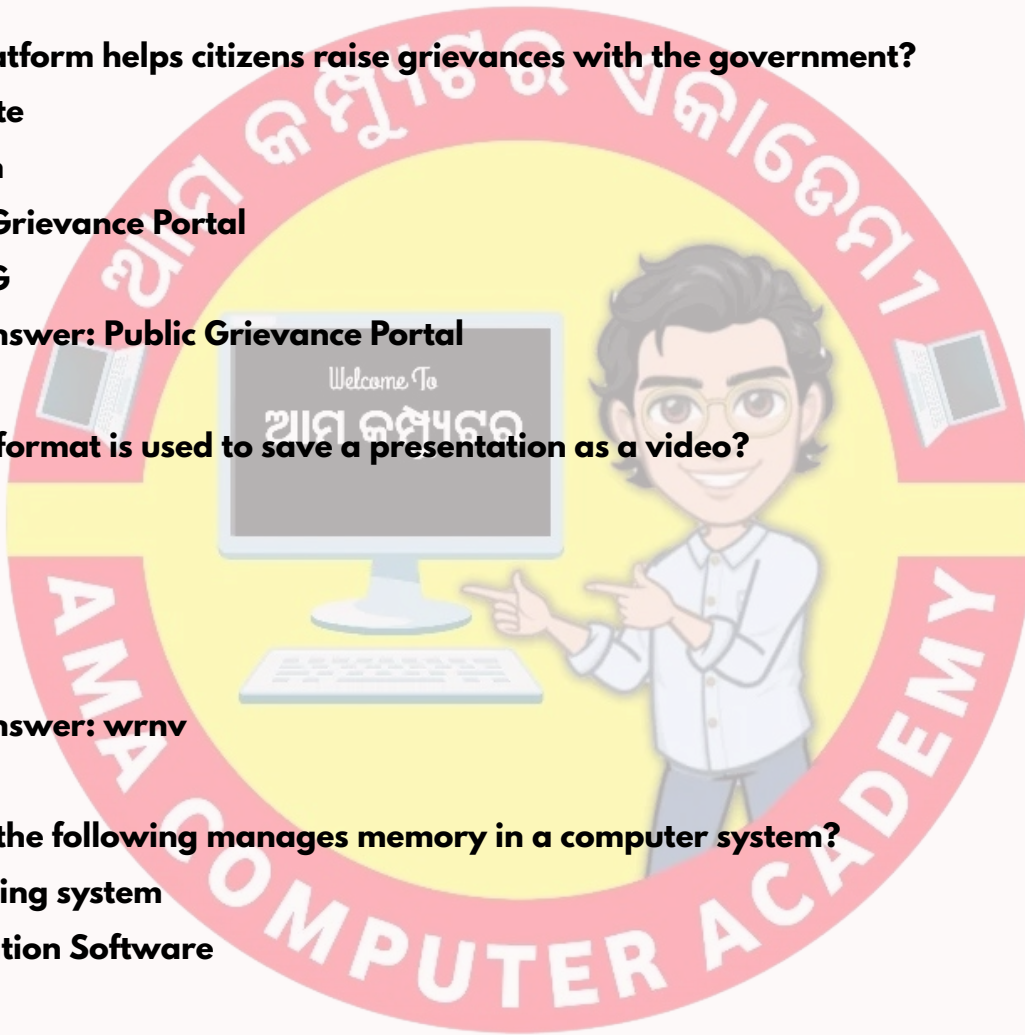 atform helps citizens raise grievances with the government?
te
Grievance Portal
G
nswer: Public Grievance Portal
format is used to save a presentation as a video?
nswer: wrnv
the following manages memory in a computer system?
ing system
tion Software
ଆମ କମ୍ପ୍ୟୁଟର ଏକାଡେମୀ
Welcome To
ଆମ କମ୍ପ୍ୟୁଟର
AMA COMPUTER ACADEMY